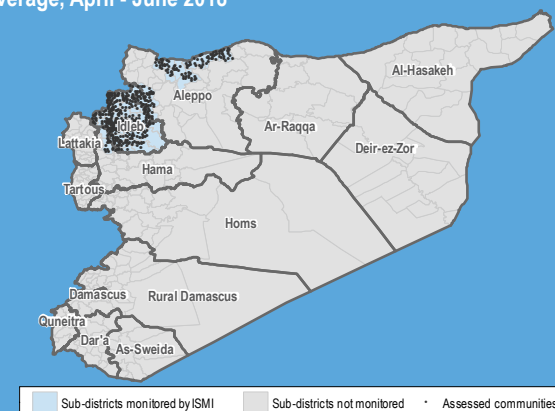 verage, April - June 2018
Al-Hasakeh
Aleppo
Ar-Raqqa
Idleb
Lattakia
Deir-ez-Zor
Hama
Tartous
Homs
Damascus
Rural Damascus
Quneitra
Dar'a
As-Sweida
Sub-districts monitored by ISMI Sub-districts not monitored Assessed communities